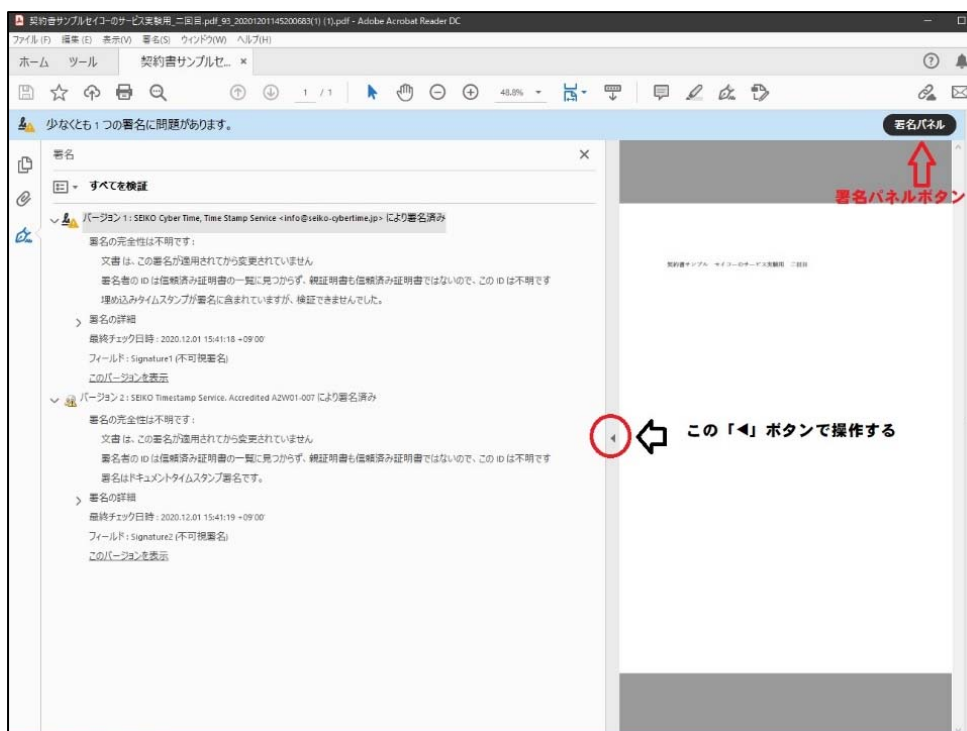 契約書サンプルセイコーのサービス実験用_二回目.pdf_93_20201201145200683(1) (1).pdf - Adobe Acrobat Reader DC
ファイル(F) 編集(E) 表示(V) 署名(S) ウィンドウ(W) ヘルプ(H)
ホーム ツール 契約書サンプルセ... ×
1 / 1 48.8%
少なくとも 1 つの署名に問題があります。 署名パネル
署名パネルボタン
署名 ×
すべてを検証
バージョン 1 : SEIKO Cyber Time, Time Stamp Service <info@seiko-cybertime.jp> により署名済み
署名の完全性は不明です :
文書は、この署名が適用されてから変更されていません
署名者の ID は信頼済み証明書の一覧に見つからず、親証明書も信頼済み証明書ではないので、この ID は不明です
埋め込みタイムスタンプが署名に含まれていますが、検証できませんでした。
署名の詳細
最終チェック日時 : 2020.12.01 15:41:18 +09'00'
フィールド : Signature1 (不可視署名)
このバージョンを表示
バージョン 2 : SEIKO Timestamp Service. Accredited A2W01-007 により署名済み
署名の完全性は不明です :
文書は、この署名が適用されてから変更されていません
署名者の ID は信頼済み証明書の一覧に見つからず、親証明書も信頼済み証明書ではないので、この ID は不明です
署名はドキュメントタイムスタンプ署名です。
署名の詳細
最終チェック日時 : 2020.12.01 15:41:19 +09'00'
フィールド : Signature2 (不可視署名)
このバージョンを表示
契約書サンプル セイコーのサービス実験用 二回目
この「◀」ボタンで操作する